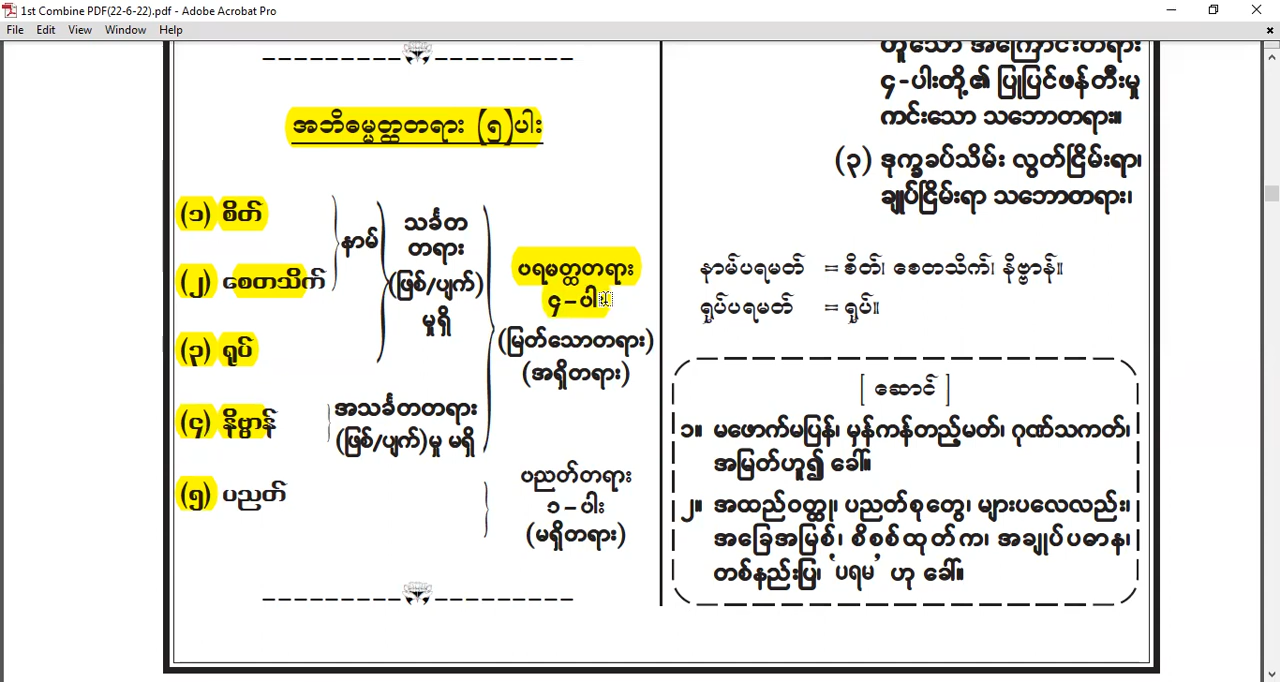 1st Combine PDF(22-6-22).pdf - Adobe Acrobat Pro
File Edit View Window Help
အဘိဓမ္မတ္ထတရား (၅)ပါး
(၁) စိတ်
(၂) စေတသိက်
(၃) ရုပ်
(၄) နိဗ္ဗာန်
(၅) ပညတ်
နာမ်
သင်္ခတ
တရား
(ဖြစ်/ပျက်)
မှုရှိ
အသင်္ခတတရား
(ဖြစ်/ပျက်)မှု မရှိ
ပရမတ္ထတရား
၄-ပါး
(မြတ်သောတရား)
(အရှိတရား)
ပညတ်တရား
၁-ပါး
(မရှိတရား)
ဟူသော အကြောင်းတရား
၄-ပါးတို့၏ ပြုပြင်ဖန်တီးမှု
ကင်းသော သဘောတရား။
(၃) ဒုက္ခခပ်သိမ်း လွတ်ငြိမ်းရာ၊
ချုပ်ငြိမ်းရာ သဘောတရား၊
နာမ်ပရမတ် = စိတ်၊ စေတသိက်၊ နိဗ္ဗာန်။
ရုပ်ပရမတ် = ရုပ်။
[ ဆောင် ]
၁။ မဖောက်မပြန်၊ မှန်ကန်တည့်မတ်၊ ဂုဏ်သကတ်၊
အမြတ်ဟူ၍ ခေါ်။
၂။ အထည်ဝတ္ထု၊ ပညတ်စုတွေ၊ များပလေလည်း၊
အခြေအမြစ်၊ စိစစ်ထုတ်က၊ အချုပ်ပဓာန၊
တစ်နည်းပြ၊ ‘ပရမ’ ဟု ခေါ်။